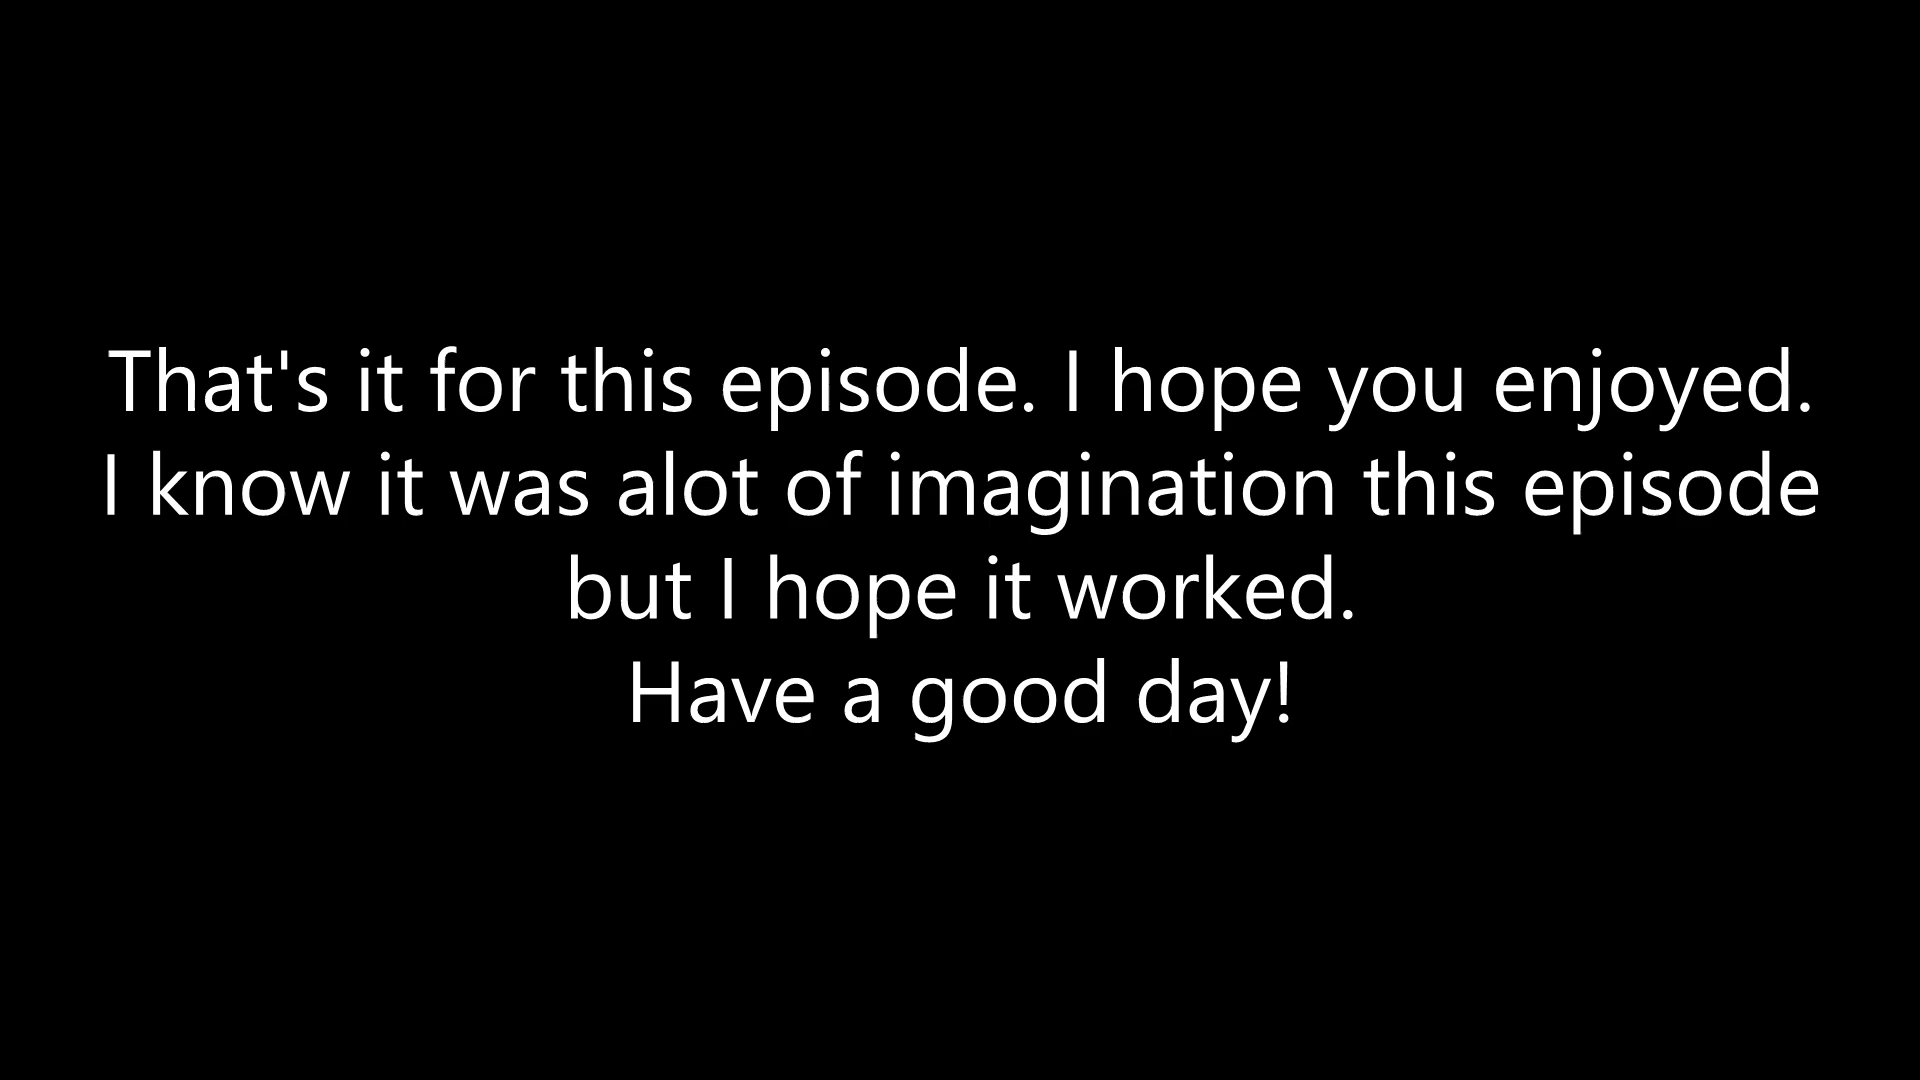 That's it for this episode. I hope you enjoyed.
I know it was alot of imagination this episode
but I hope it worked.
Have a good day!